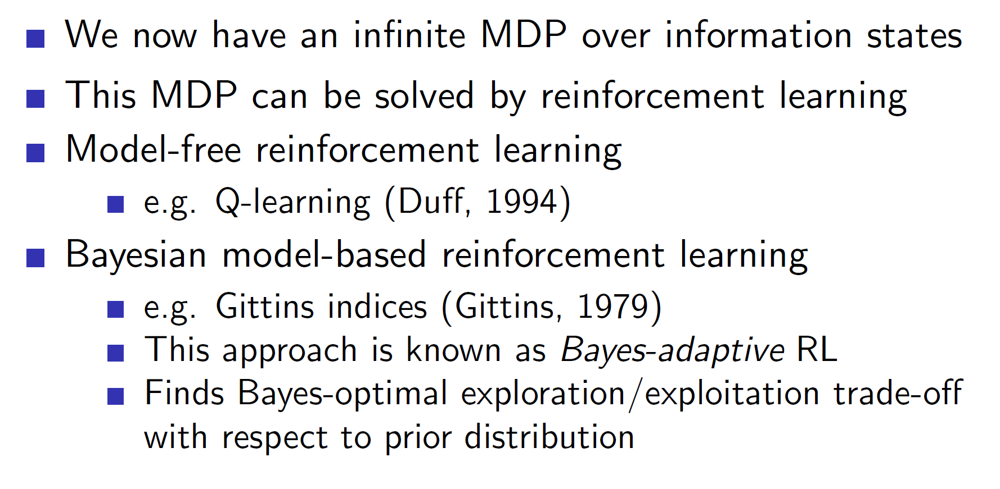 We now have an infinite MDP over information states
This MDP can be solved by reinforcement learning
Model-free reinforcement learning
e.g. Q-learning (Duff, 1994)
Bayesian model-based reinforcement learning
e.g. Gittins indices (Gittins, 1979)
This approach is known as Bayes-adaptive RL
Finds Bayes-optimal exploration/exploitation trade-off
with respect to prior distribution